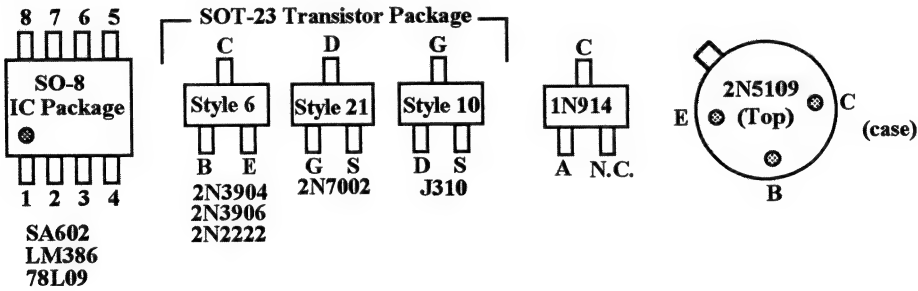 SOT-23 Transistor Package
8 7 6 5
SO-8
IC Package
1 2 3 4
SA602
LM386
78L09
C
Style 6
B E
2N3904
2N3906
2N2222
D
Style 21
G S
2N7002
G
Style 10
D S
J310
C
1N914
A N.C.
2N5109
(Top)
E
C
(case)
B